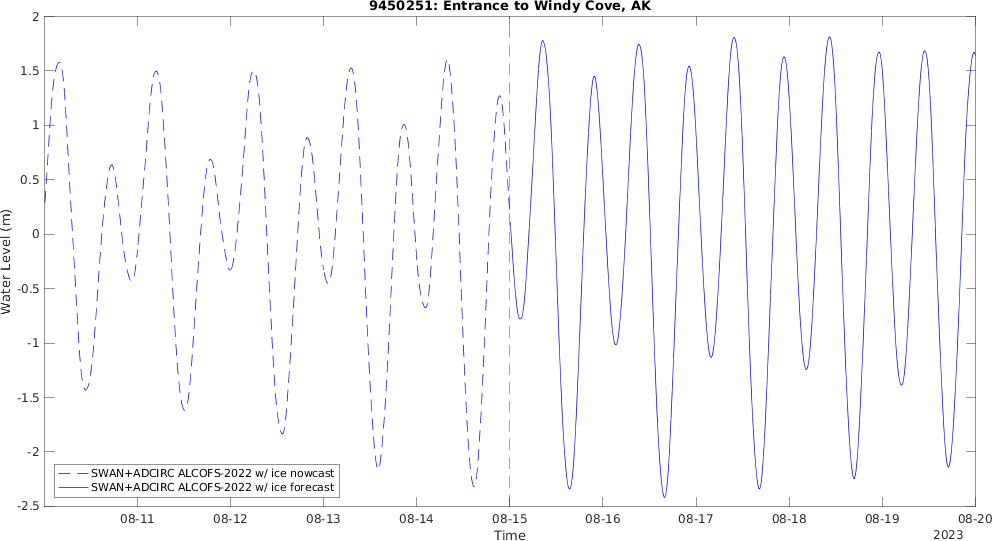 9450251: Entrance to Windy Cove, AK
2
1.5
1
0.5
0
-0.5
-1
-1.5
-2
-2.5
Water Level (m)
SWAN+ADCIRC ALCOFS-2022 w/ ice nowcast
SWAN+ADCIRC ALCOFS-2022 w/ ice forecast
08-11 08-12 08-13 08-14 08-15 08-16 08-17 08-18 08-19 08-20
Time
2023